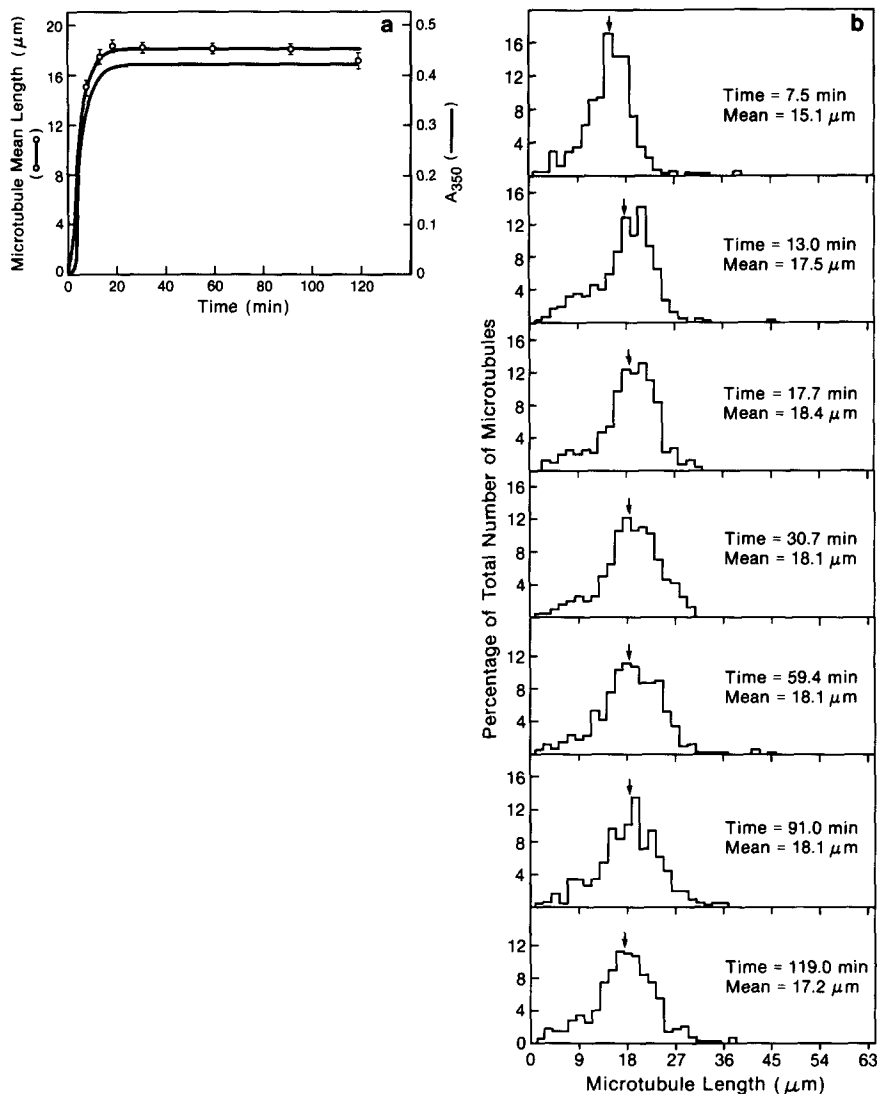 a
Microtubule Mean Length (μm)
20
16
12
8
4
0
0.5
0.4
0.3
0.2
0.1
0
A350 (—)
0 20 40 60 80 100 120
Time (min)
b
Percentage of Total Number of Microtubules
16
12
8
4
Time = 7.5 min
Mean = 15.1 μm
16
12
8
4
Time = 13.0 min
Mean = 17.5 μm
16
12
8
4
Time = 17.7 min
Mean = 18.4 μm
16
12
8
4
Time = 30.7 min
Mean = 18.1 μm
12
8
4
Time = 59.4 min
Mean = 18.1 μm
16
12
8
4
Time = 91.0 min
Mean = 18.1 μm
12
8
4
0
Time = 119.0 min
Mean = 17.2 μm
0 9 18 27 36 45 54 63
Microtubule Length (μm)